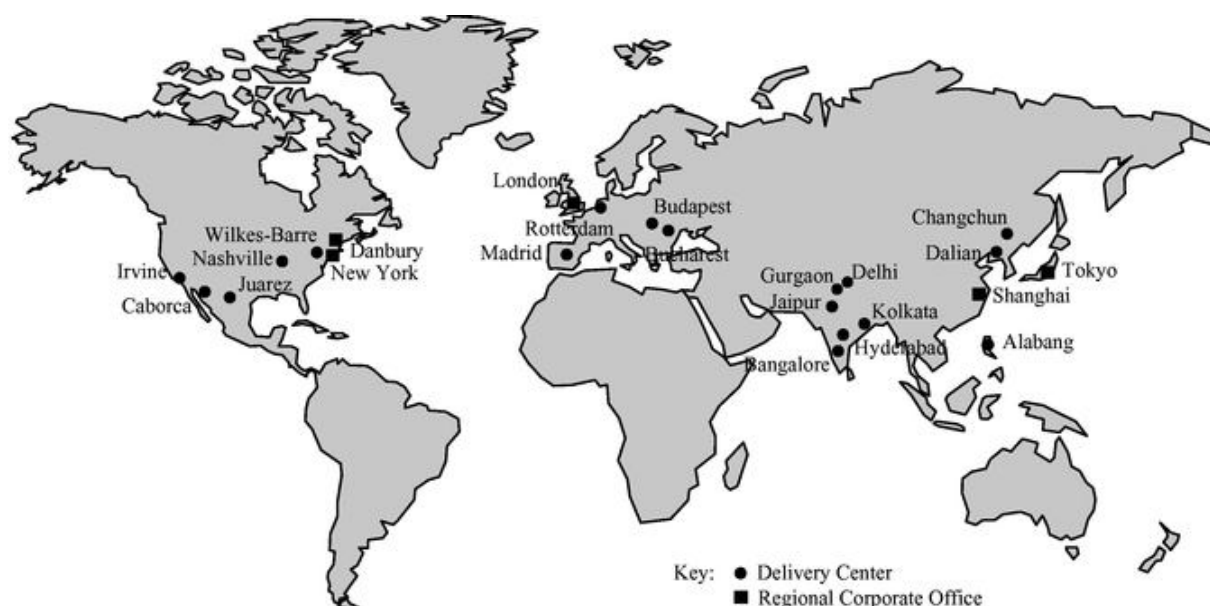 London
Budapest
Changchun
Wilkes-Barre
Rotterdam
Danbury
Madrid
Bucharest
Dalian
Nashville
New York
Irvine
Gurgaon
Delhi
Tokyo
Juarez
Caborca
Jaipur
Shanghai
Kolkata
Alabang
Hyderabad
Bangalore
Key:
Delivery Center
Regional Corporate Office